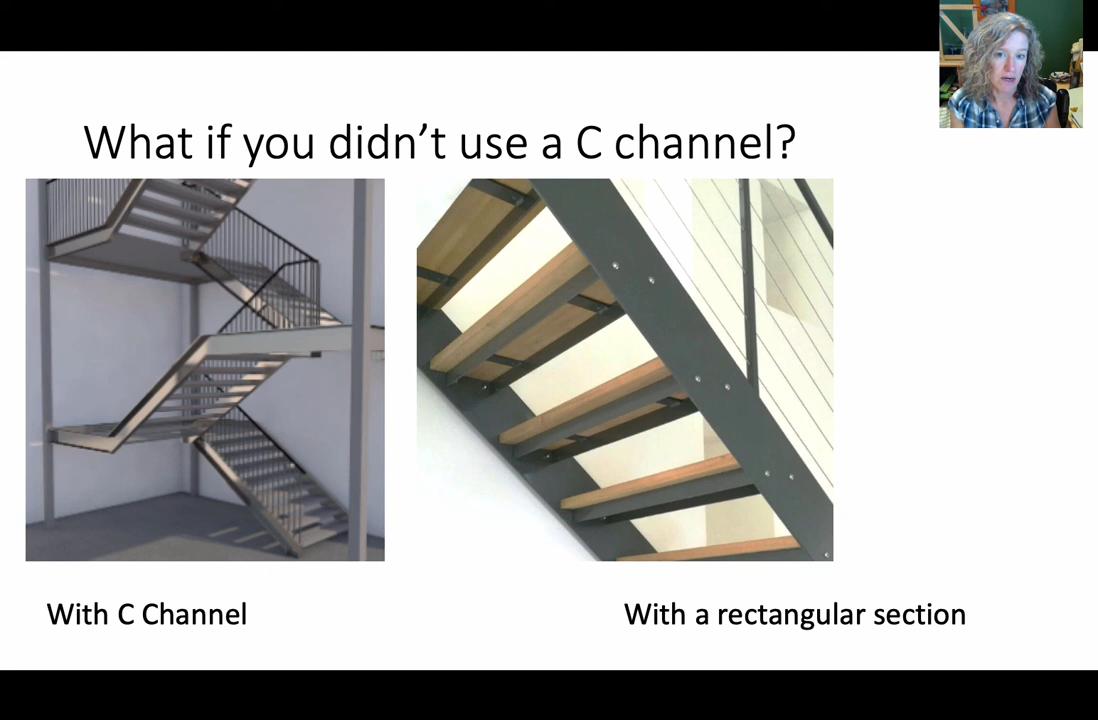 What if you didn’t use a C channel?
With C Channel
With a rectangular section